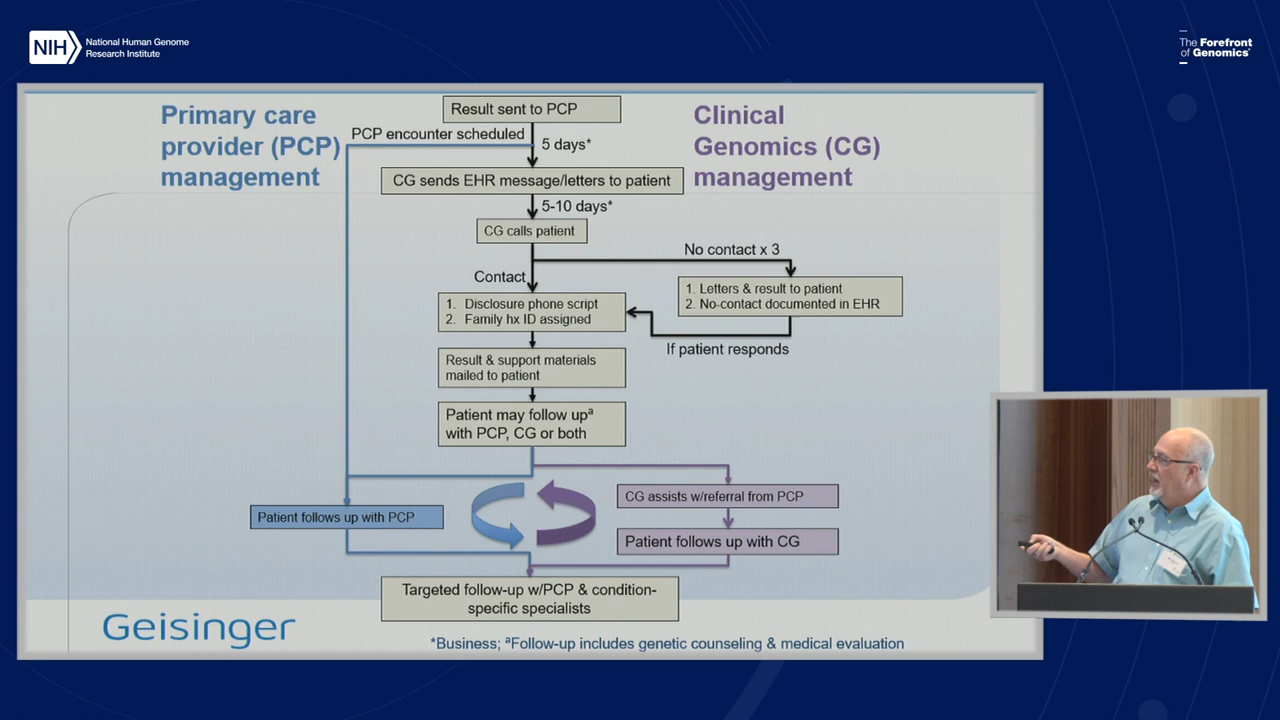 NIH National Human Genome
Research Institute
The Forefront
of Genomics®
Primary care
provider (PCP)
management
Clinical
Genomics (CG)
management
Result sent to PCP
PCP encounter scheduled
5 days*
CG sends EHR message/letters to patient
5-10 days*
CG calls patient
No contact x 3
Contact
1. Letters & result to patient
2. No-contact documented in EHR
1. Disclosure phone script
2. Family hx ID assigned
If patient responds
Result & support materials
mailed to patient
Patient may follow upª
with PCP, CG or both
CG assists w/referral from PCP
Patient follows up with PCP
Patient follows up with CG
Targeted follow-up w/PCP & condition-
specific specialists
Geisinger
*Business; ªFollow-up includes genetic counseling & medical evaluation